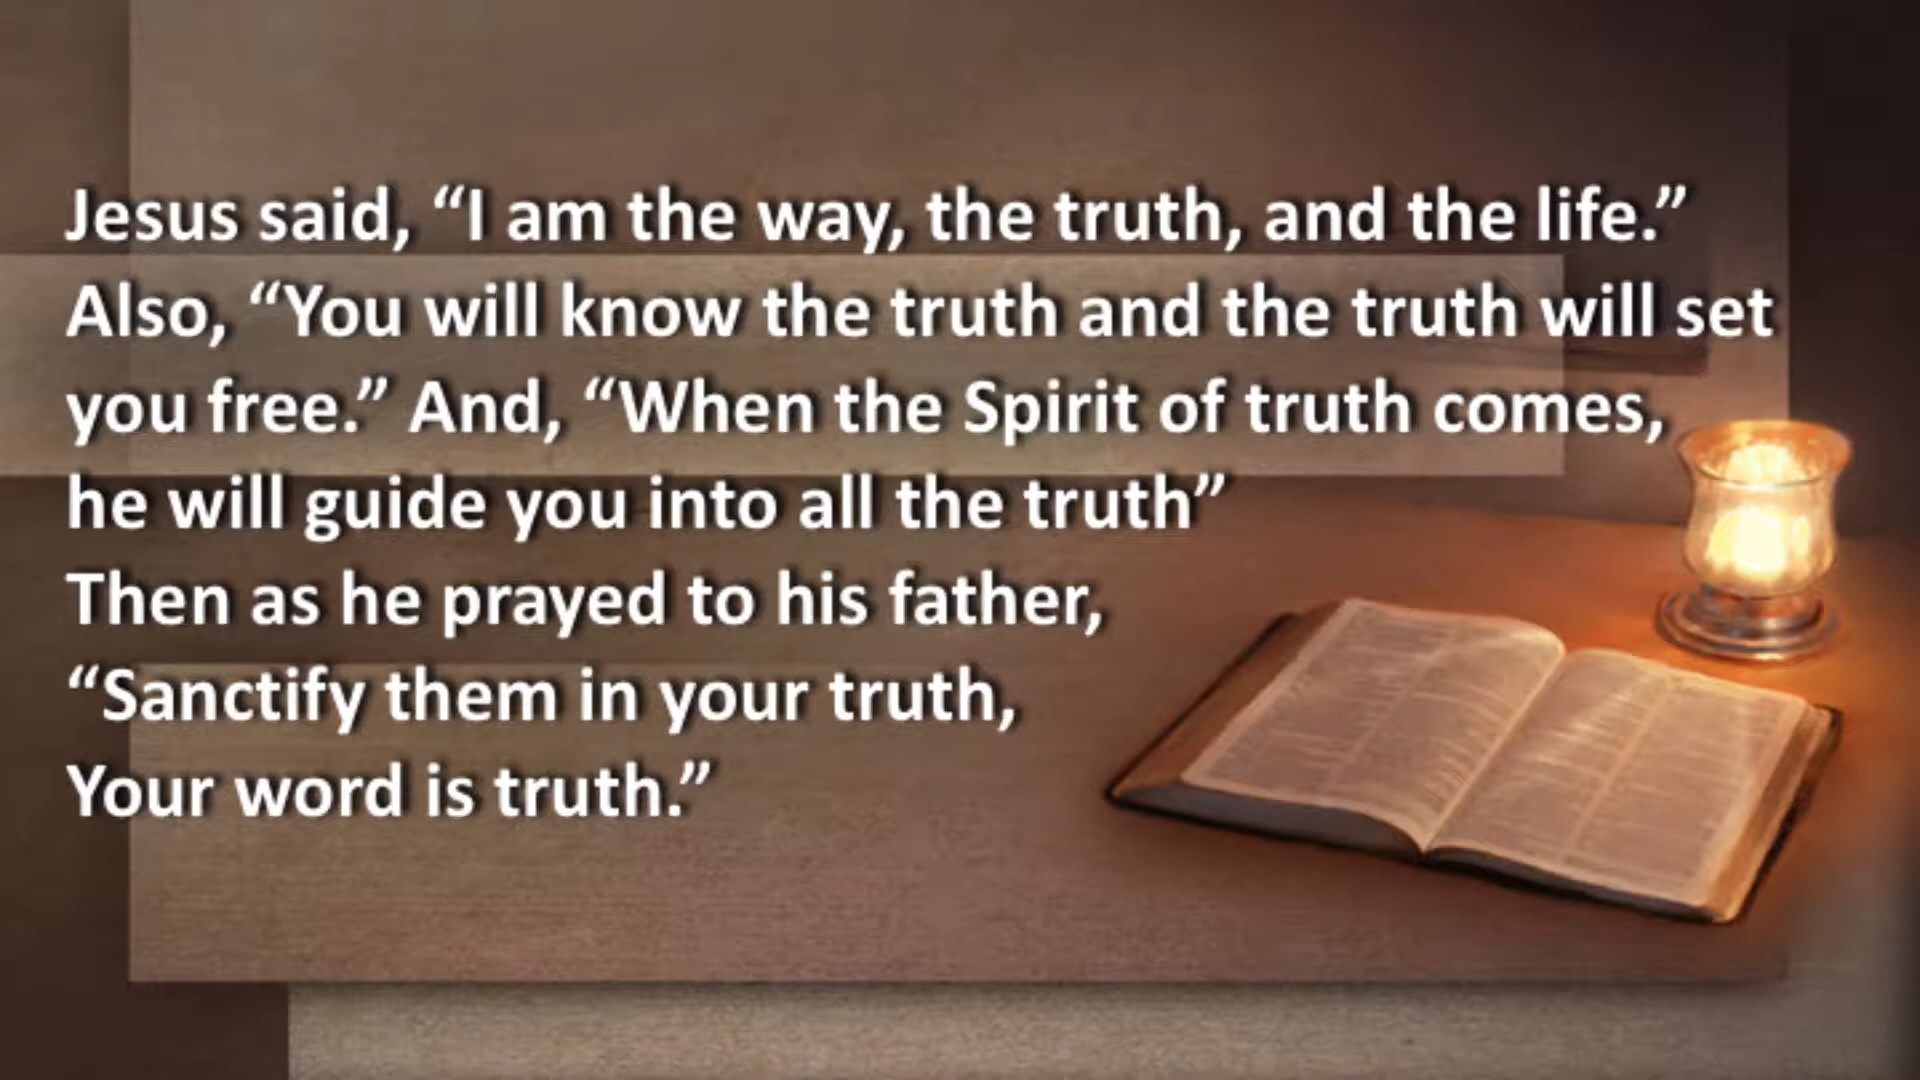 Jesus said, “I am the way, the truth, and the life.”
Also, “You will know the truth and the truth will set
you free.” And, “When the Spirit of truth comes,
he will guide you into all the truth”
Then as he prayed to his father,
“Sanctify them in your truth,
Your word is truth.”